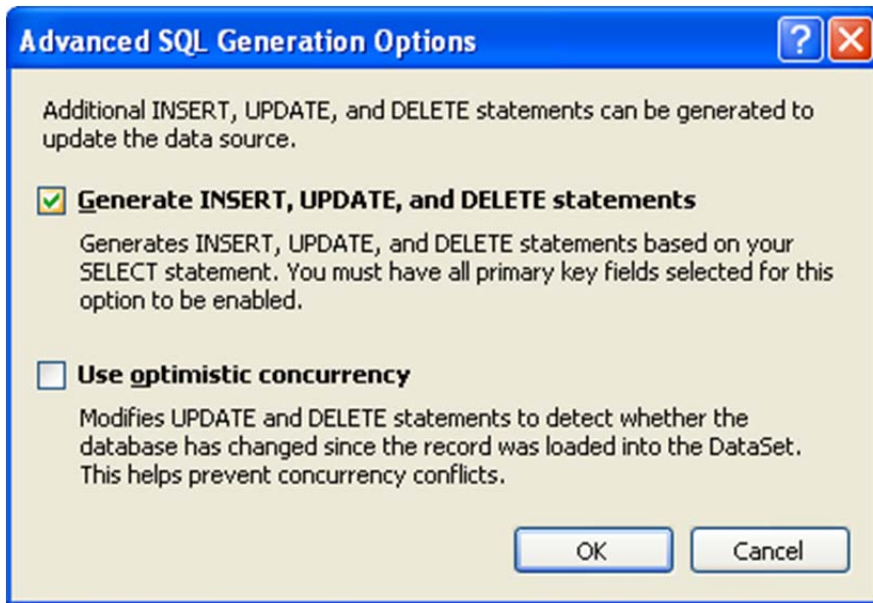 Advanced SQL Generation Options
Additional INSERT, UPDATE, and DELETE statements can be generated to
update the data source.
Generate INSERT, UPDATE, and DELETE statements
Generates INSERT, UPDATE, and DELETE statements based on your
SELECT statement. You must have all primary key fields selected for this
option to be enabled.
Use optimistic concurrency
Modifies UPDATE and DELETE statements to detect whether the
database has changed since the record was loaded into the DataSet.
This helps prevent concurrency conflicts.
OK Cancel